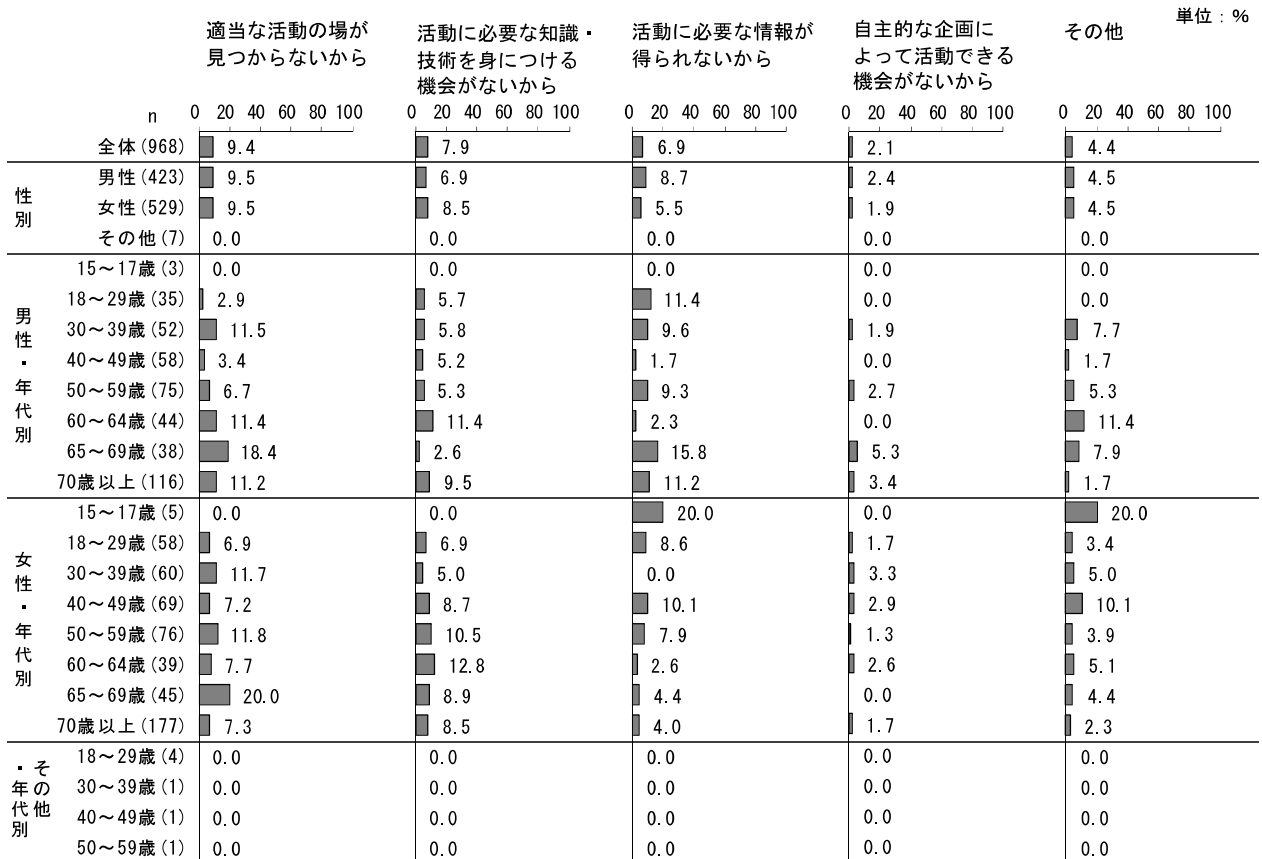 単位：%
適当な活動の場が
見つからないから
活動に必要な知識・
技術を身につける
機会がないから
活動に必要な情報が
得られないから
自主的な企画に
よって活動できる
機会がないから
その他
n
0 20 40 60 80 100 0 20 40 60 80 100 0 20 40 60 80 100 0 20 40 60 80 100 0 20 40 60 80 100
全体(968) 9.4 7.9 6.9 2.1 4.4
性別
男性(423) 9.5 6.9 8.7 2.4 4.5
女性(529) 9.5 8.5 5.5 1.9 4.5
その他(7) 0.0 0.0 0.0 0.0 0.0
男性・年代別
15～17歳(3) 0.0 0.0 0.0 0.0 0.0
18～29歳(35) 2.9 5.7 11.4 0.0 0.0
30～39歳(52) 11.5 5.8 9.6 1.9 7.7
40～49歳(58) 3.4 5.2 1.7 0.0 1.7
50～59歳(75) 6.7 5.3 9.3 2.7 5.3
60～64歳(44) 11.4 11.4 2.3 0.0 11.4
65～69歳(38) 18.4 2.6 15.8 5.3 7.9
70歳以上(116) 11.2 9.5 11.2 3.4 1.7
女性・年代別
15～17歳(5) 0.0 0.0 20.0 0.0 20.0
18～29歳(58) 6.9 6.9 8.6 1.7 3.4
30～39歳(60) 11.7 5.0 0.0 3.3 5.0
40～49歳(69) 7.2 8.7 10.1 2.9 10.1
50～59歳(76) 11.8 10.5 7.9 1.3 3.9
60～64歳(39) 7.7 12.8 2.6 2.6 5.1
65～69歳(45) 20.0 8.9 4.4 0.0 4.4
70歳以上(177) 7.3 8.5 4.0 1.7 2.3
その他
・年代別
18～29歳(4) 0.0 0.0 0.0 0.0 0.0
30～39歳(1) 0.0 0.0 0.0 0.0 0.0
40～49歳(1) 0.0 0.0 0.0 0.0 0.0
50～59歳(1) 0.0 0.0 0.0 0.0 0.0